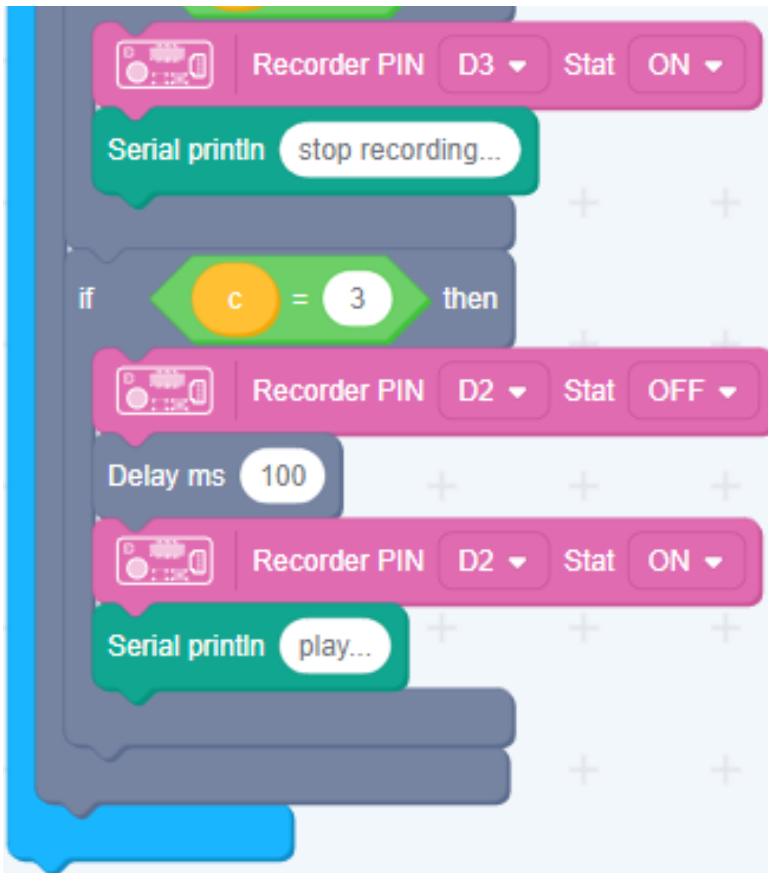 Recorder PIN D3 Stat ON
Serial println stop recording...
if c = 3 then
Recorder PIN D2 Stat OFF
Delay ms 100
Recorder PIN D2 Stat ON
Serial println play...